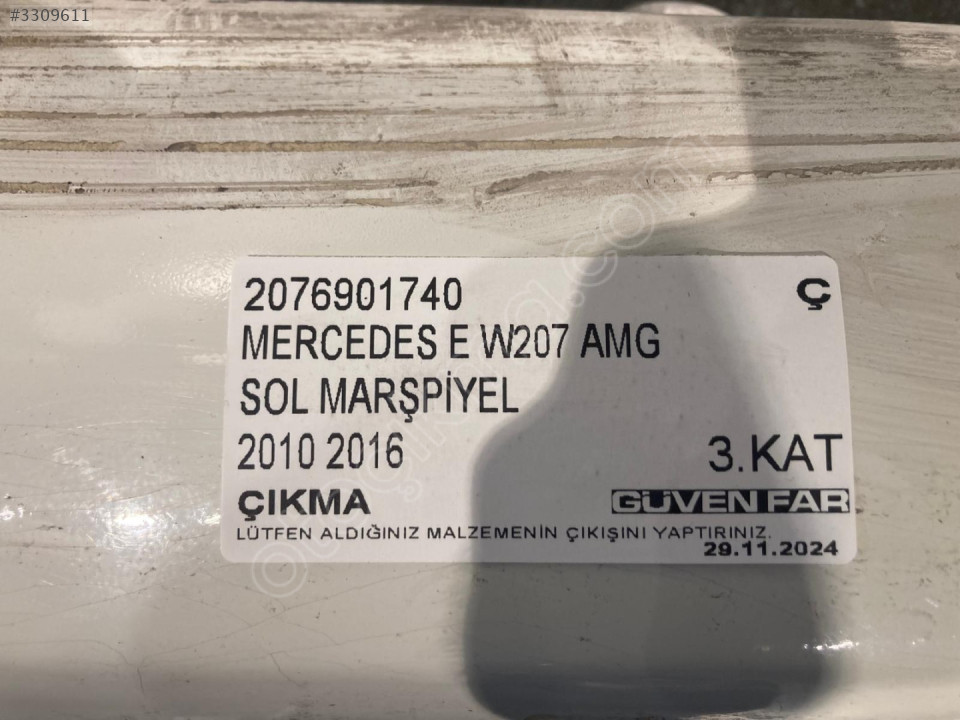 #3309611
2076901740 Ç
MERCEDES E W207 AMG
SOL MARŞPİYEL
2010 2016 3.KAT
ÇIKMA GÜVEN FAR
LÜTFEN ALDIĞINIZ MALZEMENİN ÇIKIŞINI YAPTIRINIZ.
29.11.2024